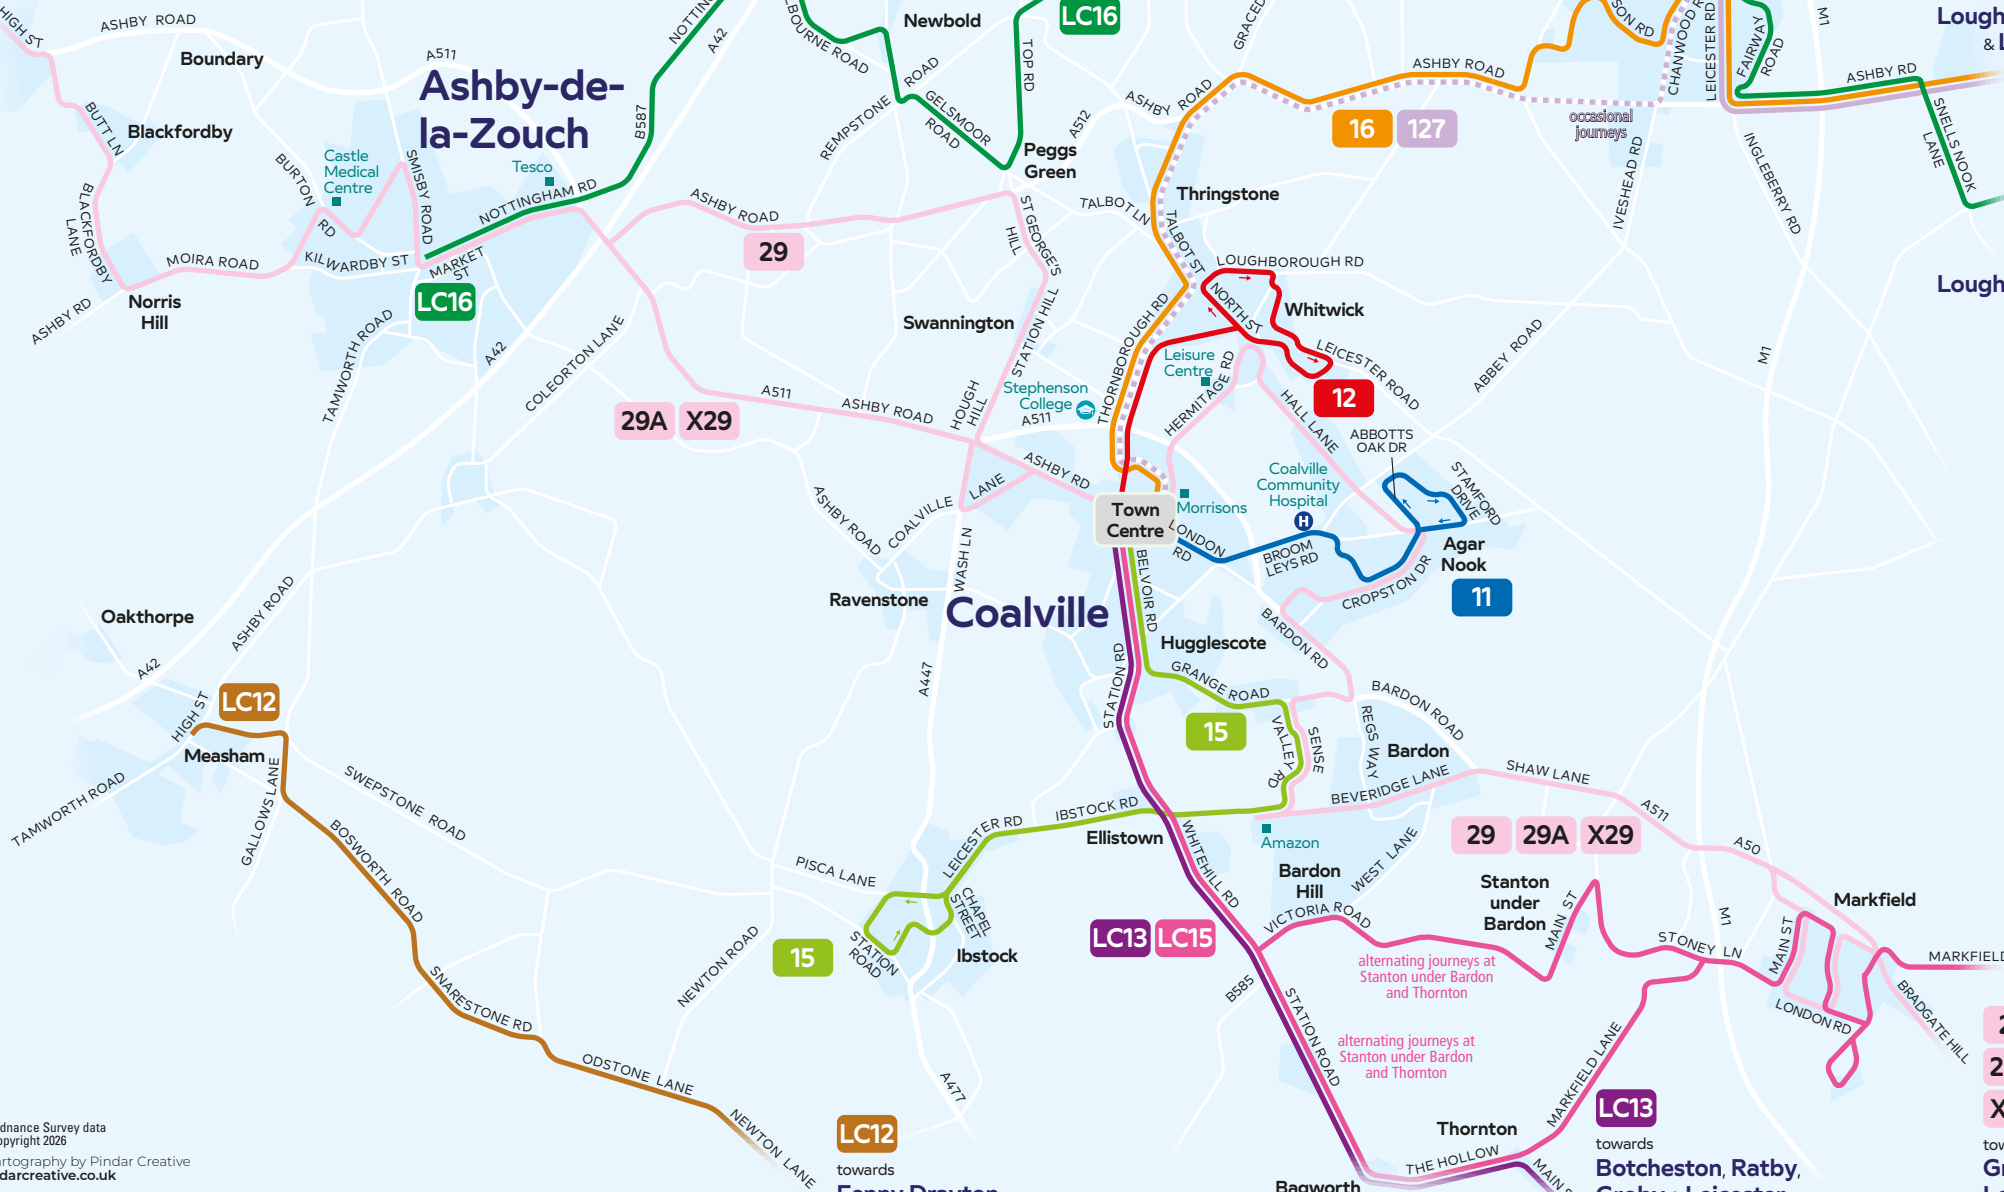 HIGH ST
ASHBY ROAD
Boundary
A511
Ashby-de-
la-Zouch
BUTT LN
Blackfordby
BLACKFORDBY
LANE
BURTON
RD
Castle
Medical
Centre
SMISBY ROAD
Tesco
NOTTINGHAM RD
B587
A42
MOIRA ROAD
KILWARDBY ST
MARKET
ST
LC16
ASHBY RD
Norris
Hill
TAMWORTH ROAD
A42
COLEORTON LANE
Newbold
LC16
TOP RD
REMPSTONE ROAD
GELSMOOR
ROAD
A512
Peggs
Green
ASHBY ROAD
29
ST GEORGE'S
HILL
TALBOT LN
ASHBY ROAD
Thringstone
TALBOT ST
16
127
ASHBY ROAD
occasional
journeys
CHANWOOD R
LEICESTER RD
FAIRWAY
ROAD
M1
ASHBY RD
Lough
& L
SNELLS NOOK
LANE
IVESHEAD RD
INGLEBERRY RD
Lough
LOUGHBOROUGH RD
NORTH ST
Whitwick
LEICESTER ROAD
12
ABBEY ROAD
M1
Swannington
STATION HILL
THORNBOROUGH RD
Leisure
Centre
HERMITAGE RD
HALL LANE
Stephenson
College
A511
HOUGH
HILL
29A
X29
A511
ASHBY ROAD
ASHBY RD
ABBOTTS
OAK DR
STAMFORD
DRIVE
Coalville
Community
Hospital
H
Morrisons
Town
Centre
LONDON
RD
BROOM
LEYS RD
Agar
Nook
11
CROPSTON DR
ASHBY ROAD
COALVILLE LANE
WASH LN
Ravenstone
Coalville
BELVOIR RD
Hugglescote
BARDON RD
A447
STATION RD
GRANGE ROAD
15
VALLEY RD
SENSE
REGS WAY
BARDON ROAD
Bardon
BEVERIDGE LANE
SHAW LANE
A511
A50
Oakthorpe
A42
ASHBY ROAD
HIGH ST
LC12
Measham
TAMWORTH ROAD
GALLOWS LANE
SWEPSTONE ROAD
BOSWORTH ROAD
SNARESTONE RD
ODSTONE LANE
NEWTON LANE
NEWTON ROAD
PISCA LANE
LEICESTER RD
IBSTOCK RD
Ellistown
WHITEHILL RD
Amazon
Bardon
Hill
WEST LANE
29
29A
X29
Stanton
under
Bardon
MAIN ST
VICTORIA ROAD
CHAPEL
STREET
STATION
ROAD
Ibstock
15
LC13
LC15
alternating journeys at
Stanton under Bardon
and Thornton
alternating journeys at
Stanton under Bardon
and Thornton
B585
STATION ROAD
STONEY LN
M1
MAIN ST
Markfield
LONDON RD
MARKFIELD
BRADGATE HILL
MARKFIELD LANE
A477
LC12
towards
Thornton
THE HOLLOW
LC13
towards
Botcheston, Ratby,
Bagworth
dnance Survey data
opyright 2026
artography by Pindar Creative
darcreative.co.uk